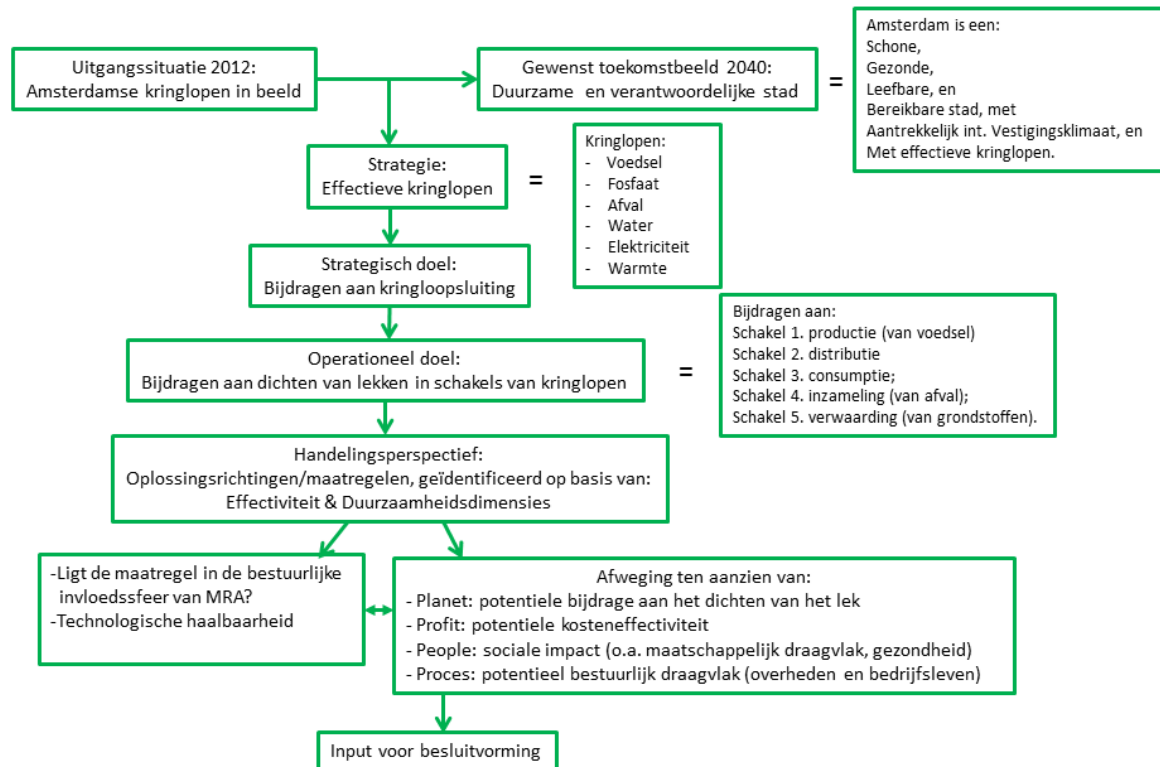 Uitgangssituatie 2012:
Amsterdamse kringlopen in beeld
Gewenst toekomstbeeld 2040:
Duurzame en verantwoordelijke stad
=
Amsterdam is een:
Schone,
Gezonde,
Leefbare, en
Bereikbare stad, met
Aantrekkelijk int. Vestigingsklimaat, en
Met effectieve kringlopen.
Strategie:
Effectieve kringlopen
=
Kringlopen:
- Voedsel
- Fosfaat
- Afval
- Water
- Elektriciteit
- Warmte
Strategisch doel:
Bijdragen aan kringloopsluiting
Operationeel doel:
Bijdragen aan dichten van lekken in schakels van kringlopen
=
Bijdragen aan:
Schakel 1. productie (van voedsel)
Schakel 2. distributie
Schakel 3. consumptie;
Schakel 4. inzameling (van afval);
Schakel 5. verwaarding (van grondstoffen).
Handelingsperspectief:
Oplossingsrichtingen/maatregelen, geïdentificeerd op basis van:
Effectiviteit & Duurzaamheidsdimensies
-Ligt de maatregel in de bestuurlijke
invloedssfeer van MRA?
-Technologische haalbaarheid
Afweging ten aanzien van:
- Planet: potentiele bijdrage aan het dichten van het lek
- Profit: potentiele kosteneffectiviteit
- People: sociale impact (o.a. maatschappelijk draagvlak, gezondheid)
- Proces: potentieel bestuurlijk draagvlak (overheden en bedrijfsleven)
Input voor besluitvorming